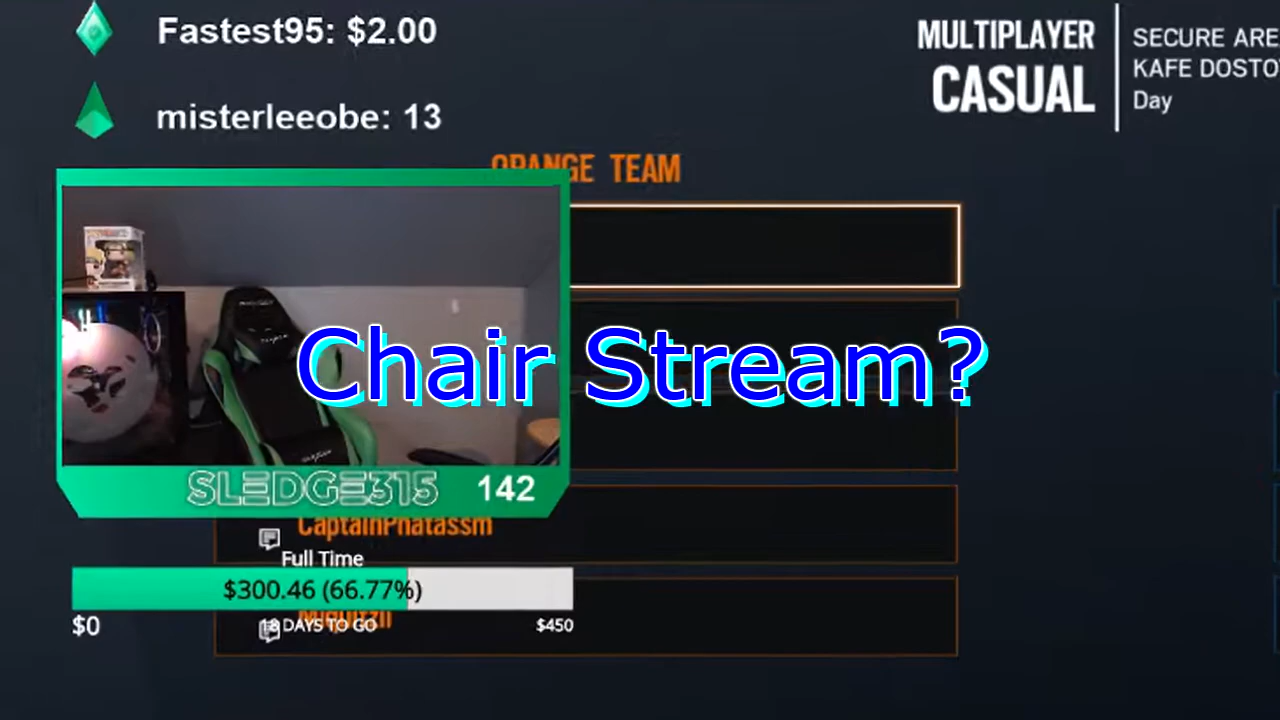 Fastest95: $2.00
misterleeobe: 13
MULTIPLAYER
CASUAL
SECURE ARE
KAFE DOSTO
Day
ORANGE TEAM
Chair Stream?
SLEDGE315
142
CaptainPhatassm
Full Time
$300.46 (66.77%)
$0
18 DAYS TO GO
$450